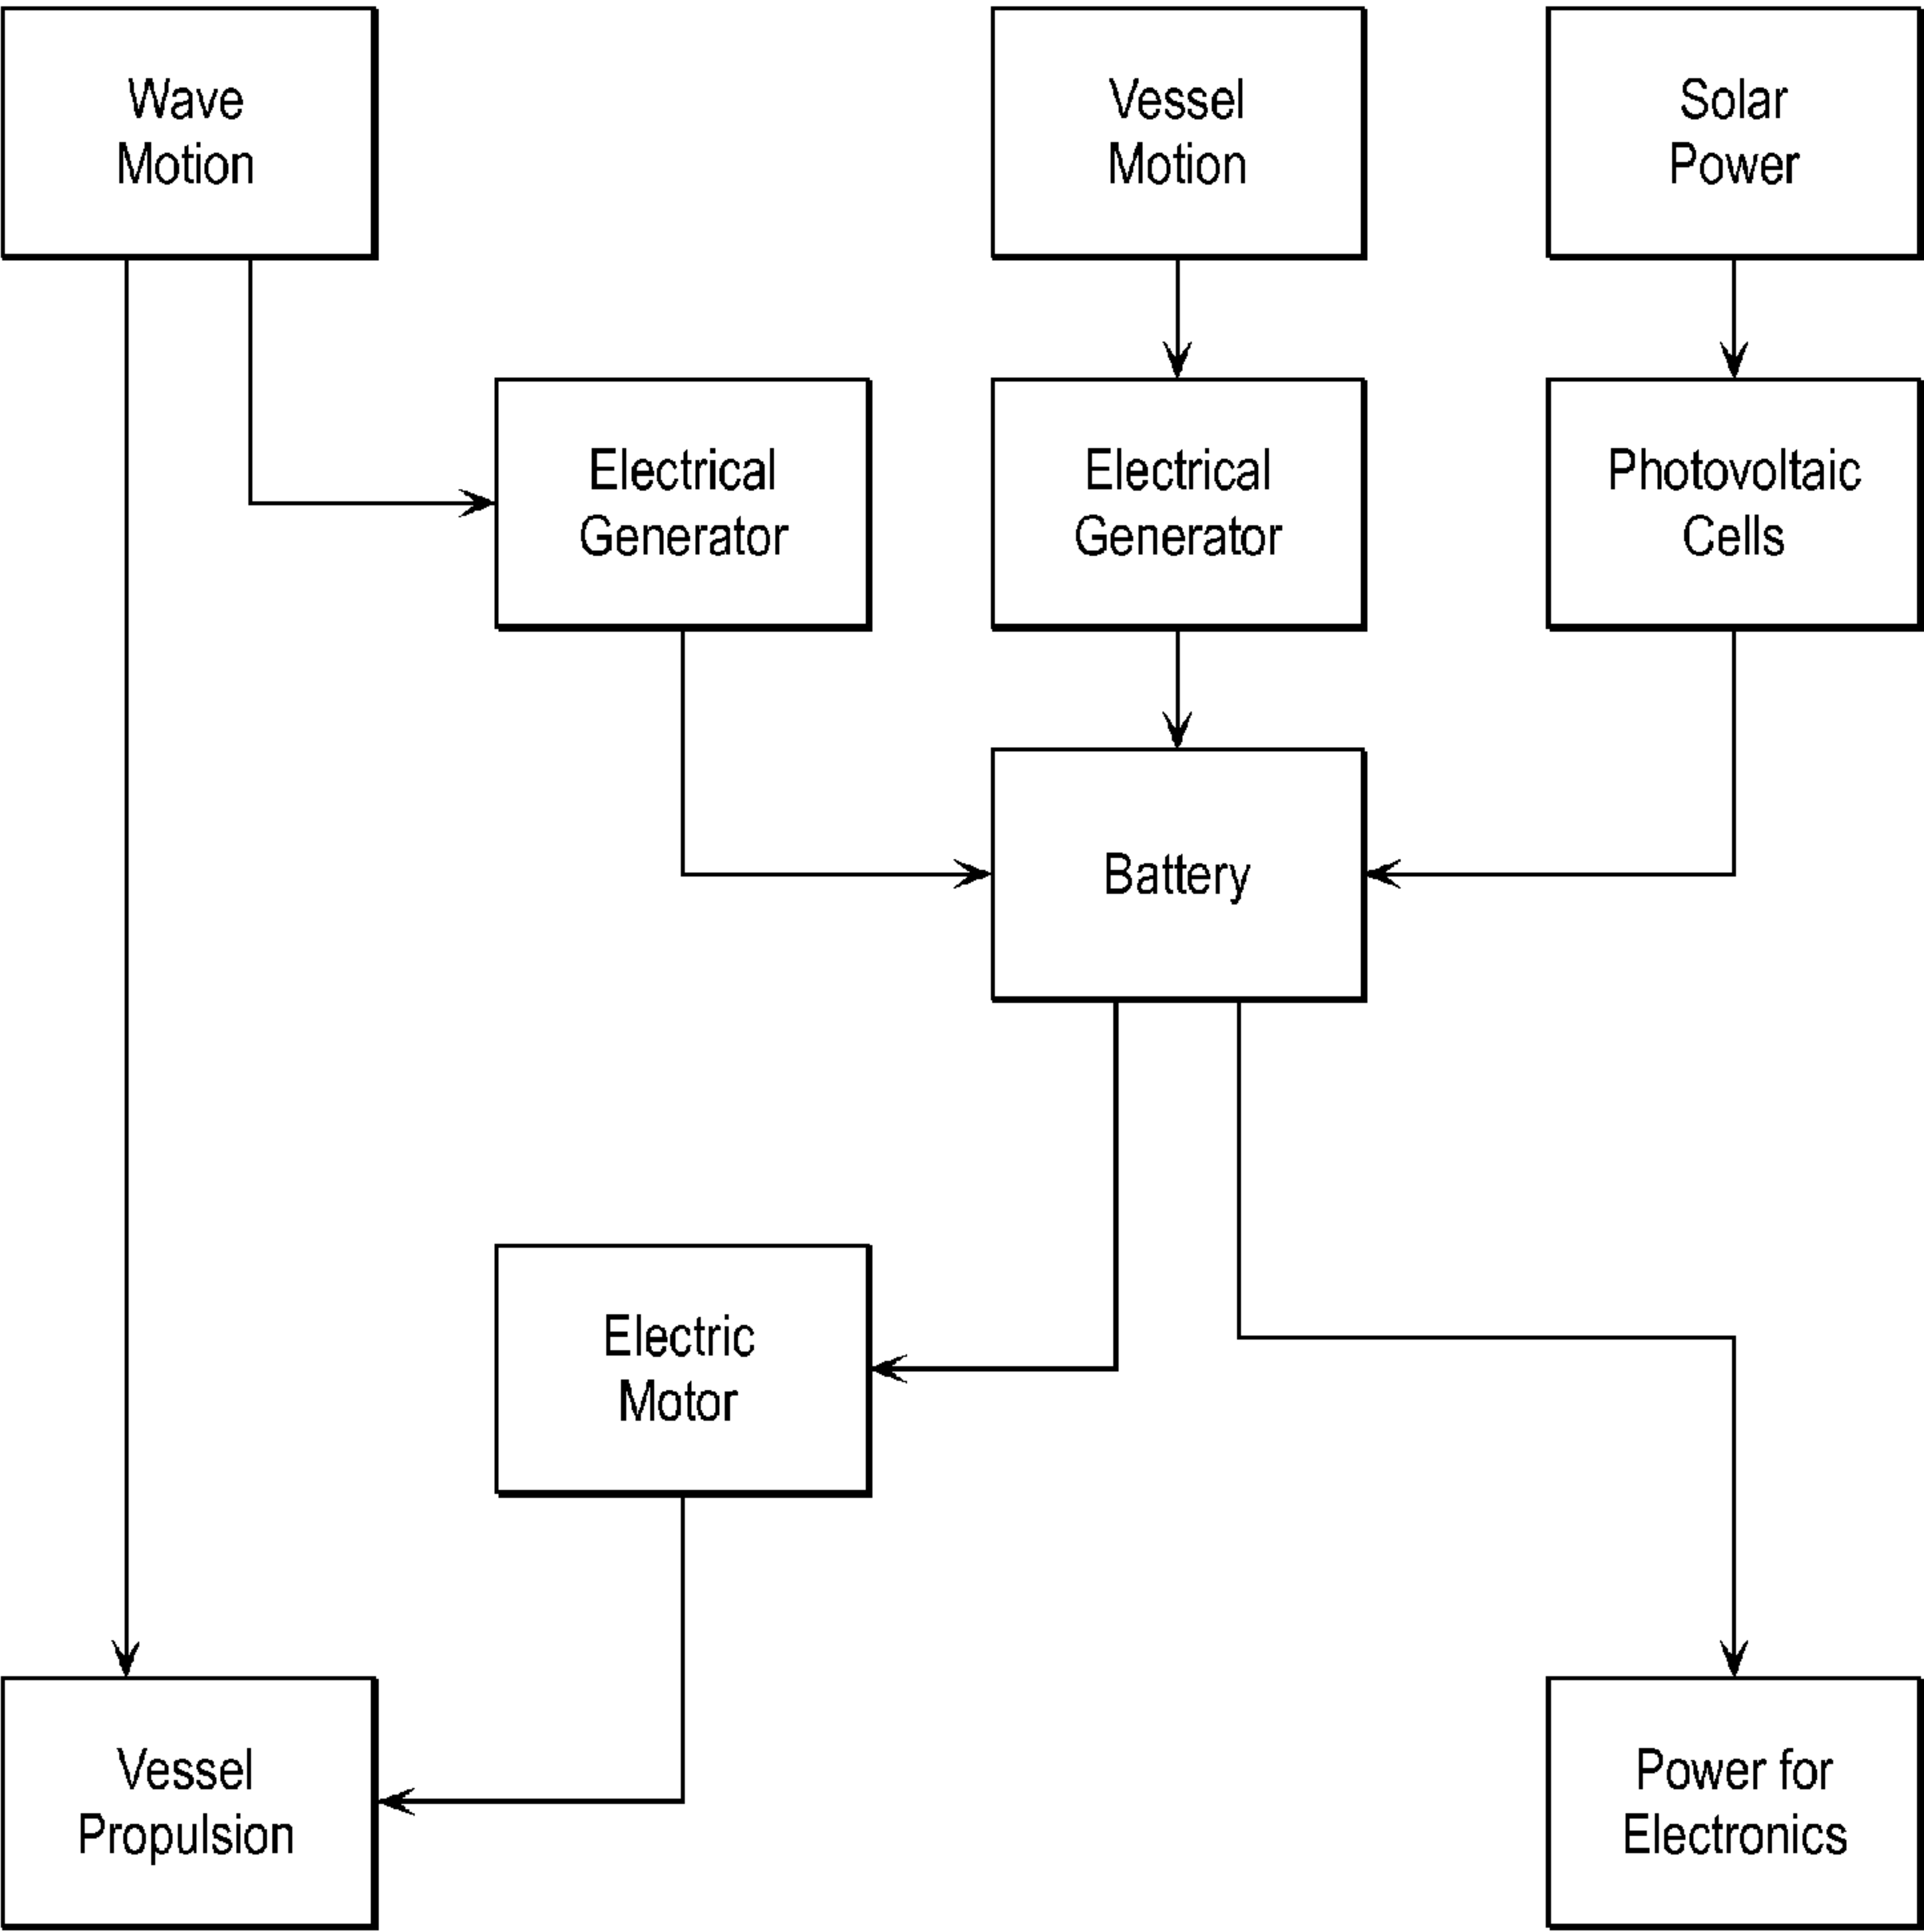 Wave
Motion
Vessel
Motion
Solar
Power
Electrical
Generator
Electrical
Generator
Photovoltaic
Cells
Battery
Electric
Motor
Vessel
Propulsion
Power for
Electronics